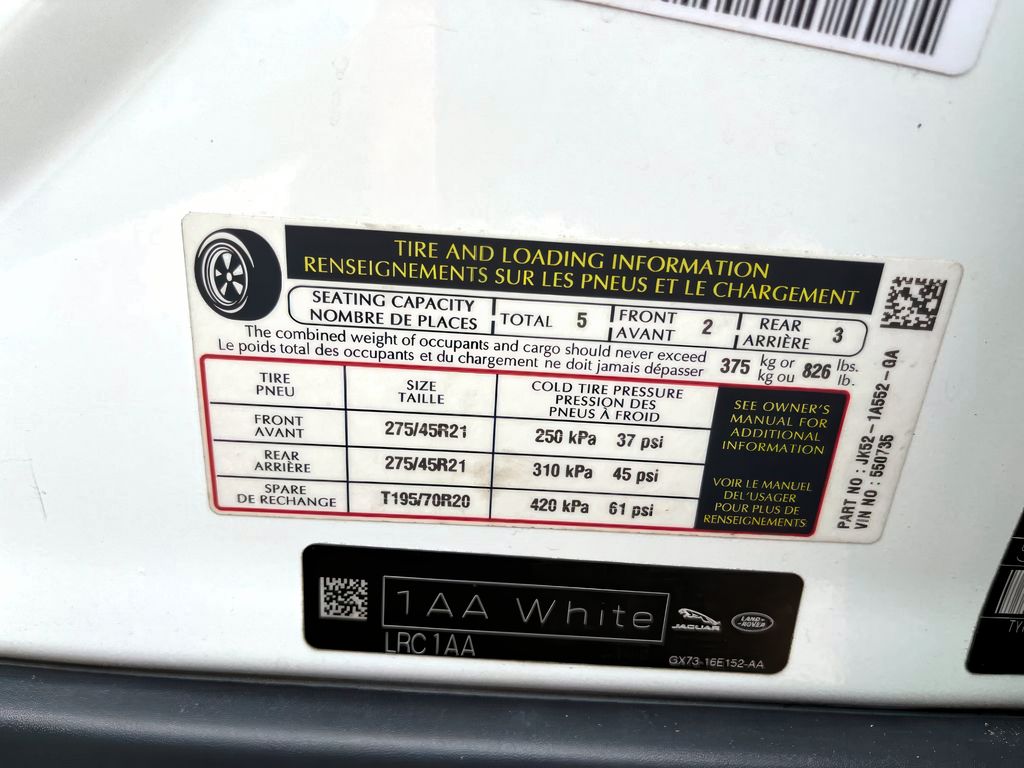 TIRE AND LOADING INFORMATION
RENSEIGNEMENTS SUR LES PNEUS ET LE CHARGEMENT
SEATING CAPACITY
NOMBRE DE PLACES
TOTAL 5
FRONT
AVANT
2
REAR
ARRIÈRE
3
The combined weight of occupants and cargo should never exceed
Le poids total des occupants et du chargement ne doit jamais dépasser
375
kg or
kg ou
826
lbs.
lb.
TIRE
PNEU
SIZE
TAILLE
COLD TIRE PRESSURE
PRESSION DES
PNEUS À FROID
FRONT
AVANT
275/45R21
250 kPa 37 psi
REAR
ARRIÈRE
275/45R21
310 kPa 45 psi
SPARE
DE RECHANGE
T195/70R20
420 kPa 61 psi
SEE OWNER'S
MANUAL FOR
ADDITIONAL
INFORMATION
VOIR LE MANUEL
DEL'USAGER
POUR PLUS DE
RENSEIGNEMENTS
PART NO : JK52-1A552-GA
VIN NO : 550735
1AA White
LRC1AA
JAGUAR
LAND-
-ROVER
GX73-16E152-AA